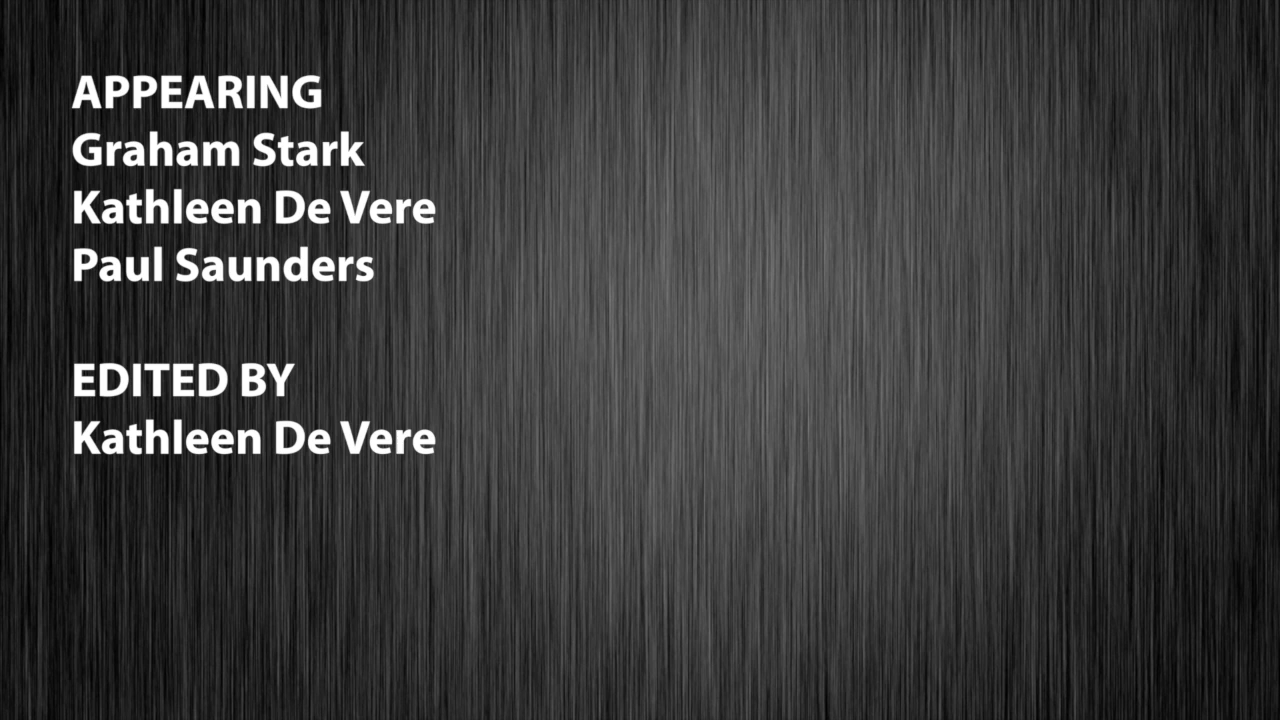 APPEARING
Graham Stark
Kathleen De Vere
Paul Saunders
EDITED BY
Kathleen De Vere